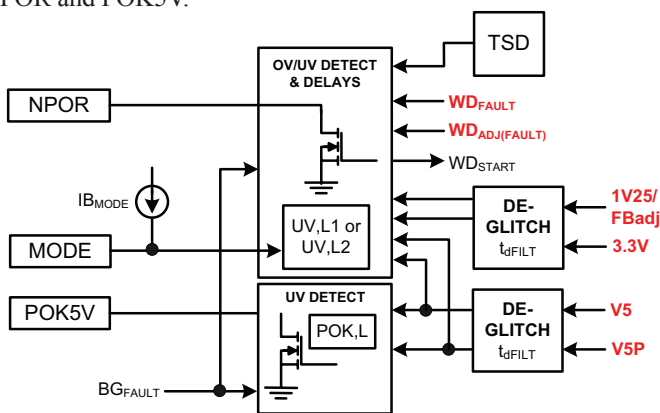 POR and POK5V.
TSD
OV/UV DETECT
& DELAYS
NPOR
WDFAULT
WDADJ(FAULT)
WDSTART
IBMODE
1V25/
FBadj
3.3V
DE-
GLITCH
tdFILT
UV,L1 or
UV,L2
MODE
UV DETECT
POK5V
POK,L
V5
V5P
DE-
GLITCH
tdFILT
BGFAULT